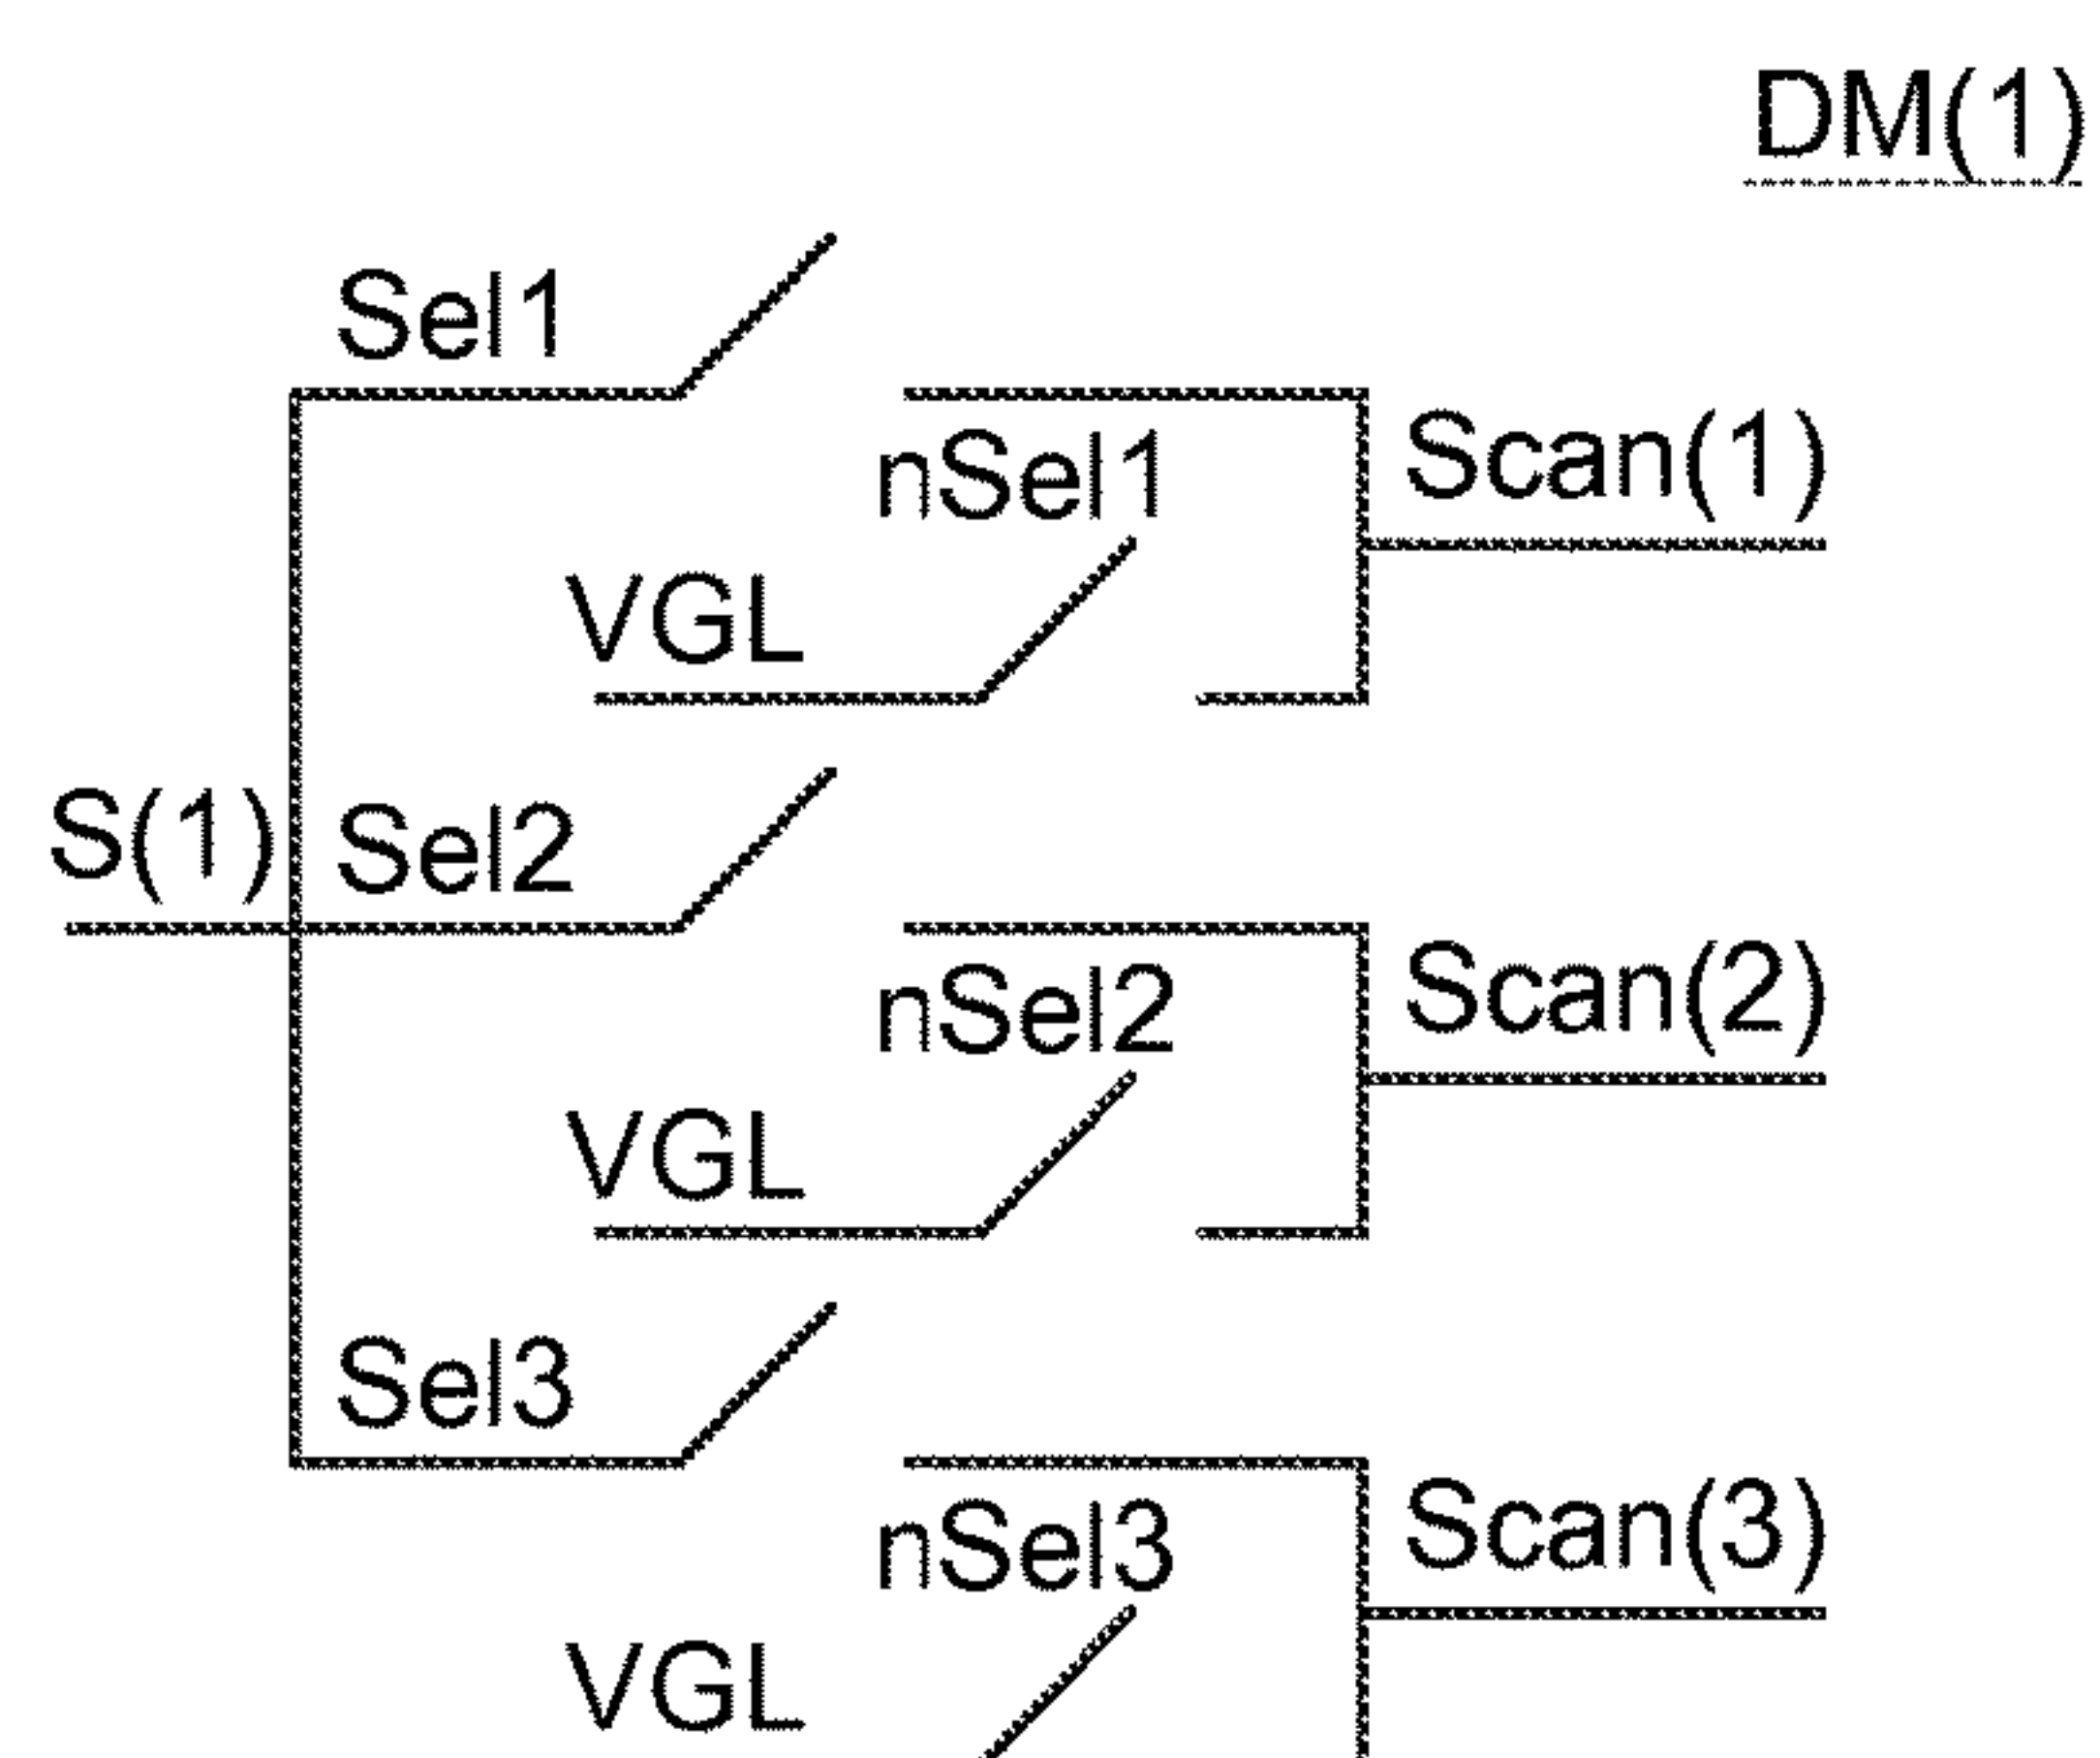 DM(1)
Sel1
nSel1
Scan(1)
VGL
S(1)
Sel2
nSel2
Scan(2)
VGL
Sel3
nSel3
Scan(3)
VGL